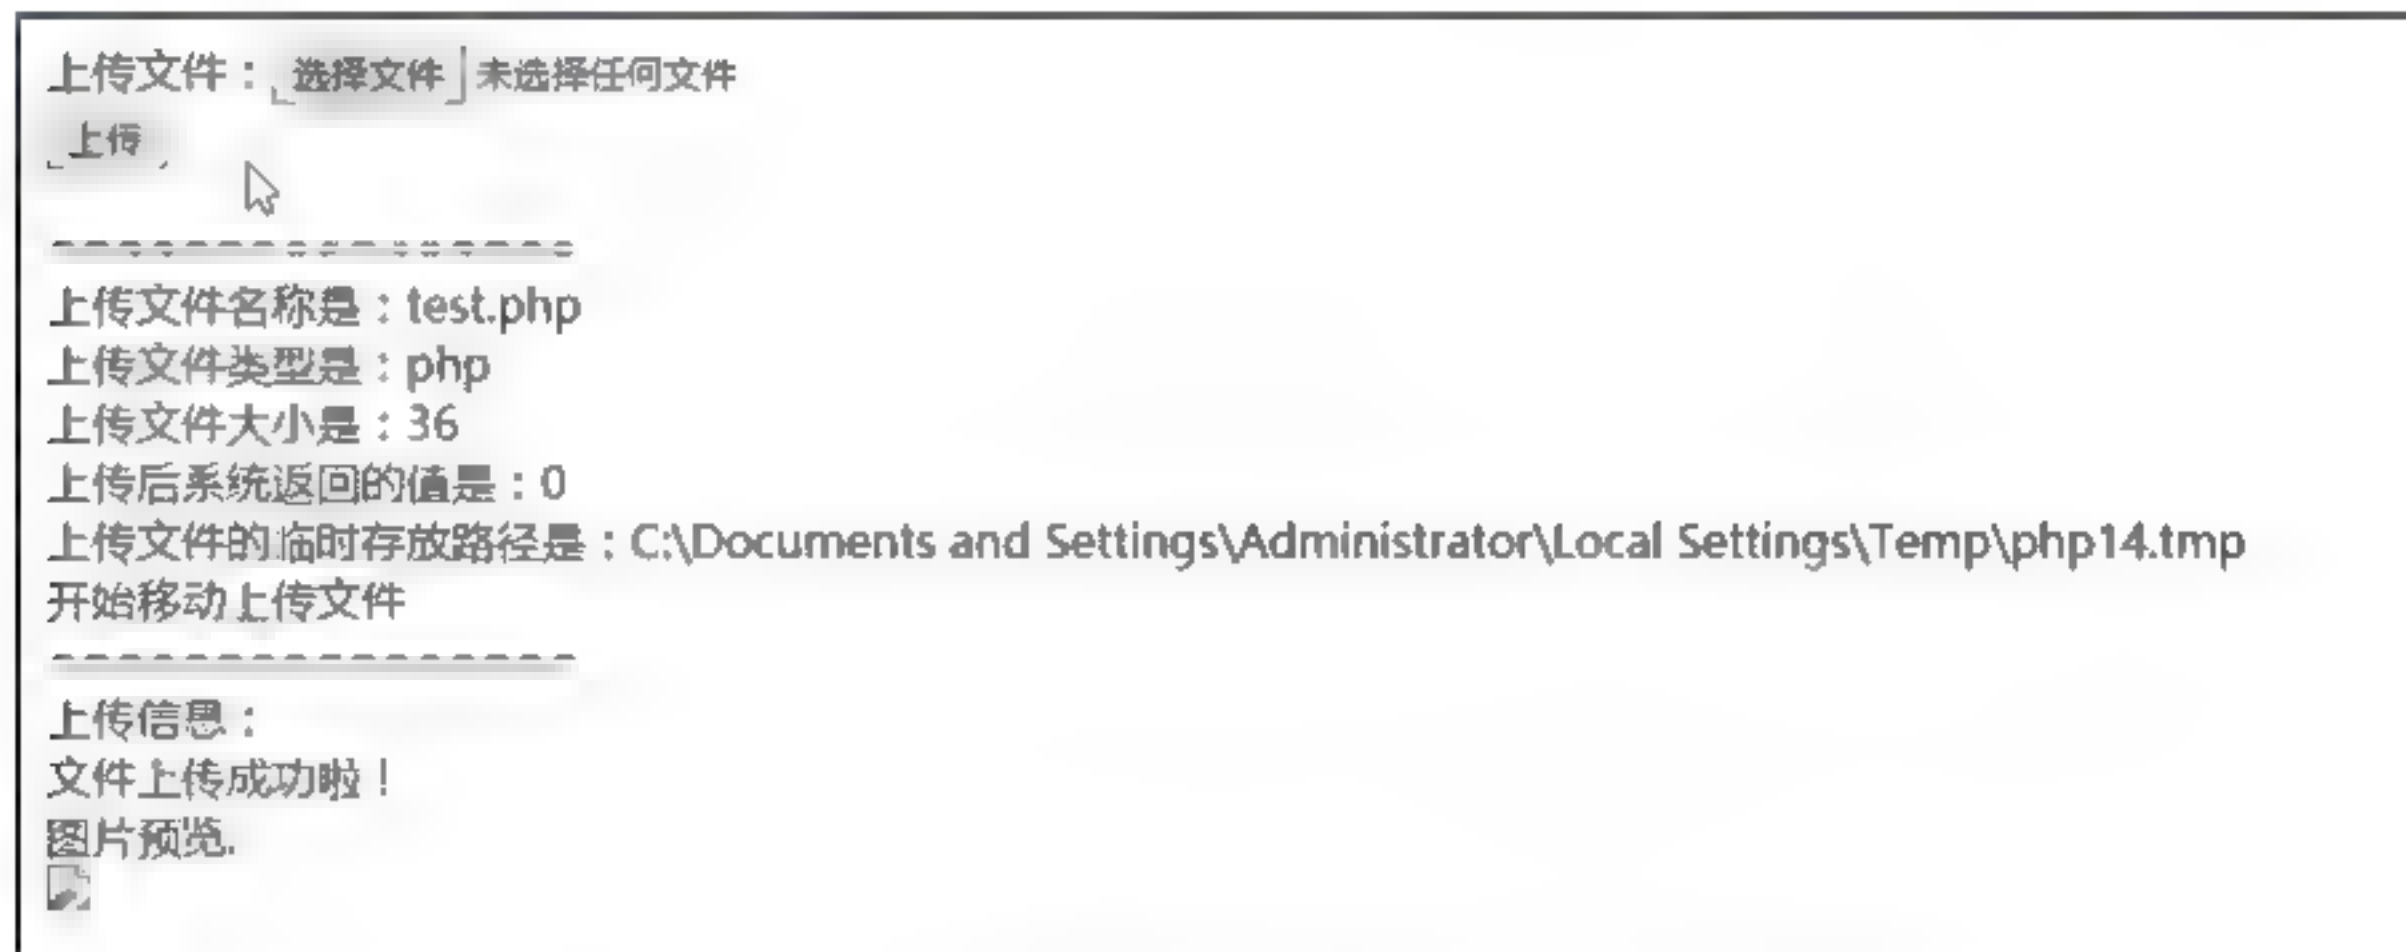 上传文件：选择文件 未选择任何文件
上传
----------------
上传文件名称是：test.php
上传文件类型是：php
上传文件大小是：36
上传后系统返回的值是：0
上传文件的临时存放路径是：C:\Documents and Settings\Administrator\Local Settings\Temp\php14.tmp
开始移动上传文件
----------------
上传信息：
文件上传成功啦！
图片预览.